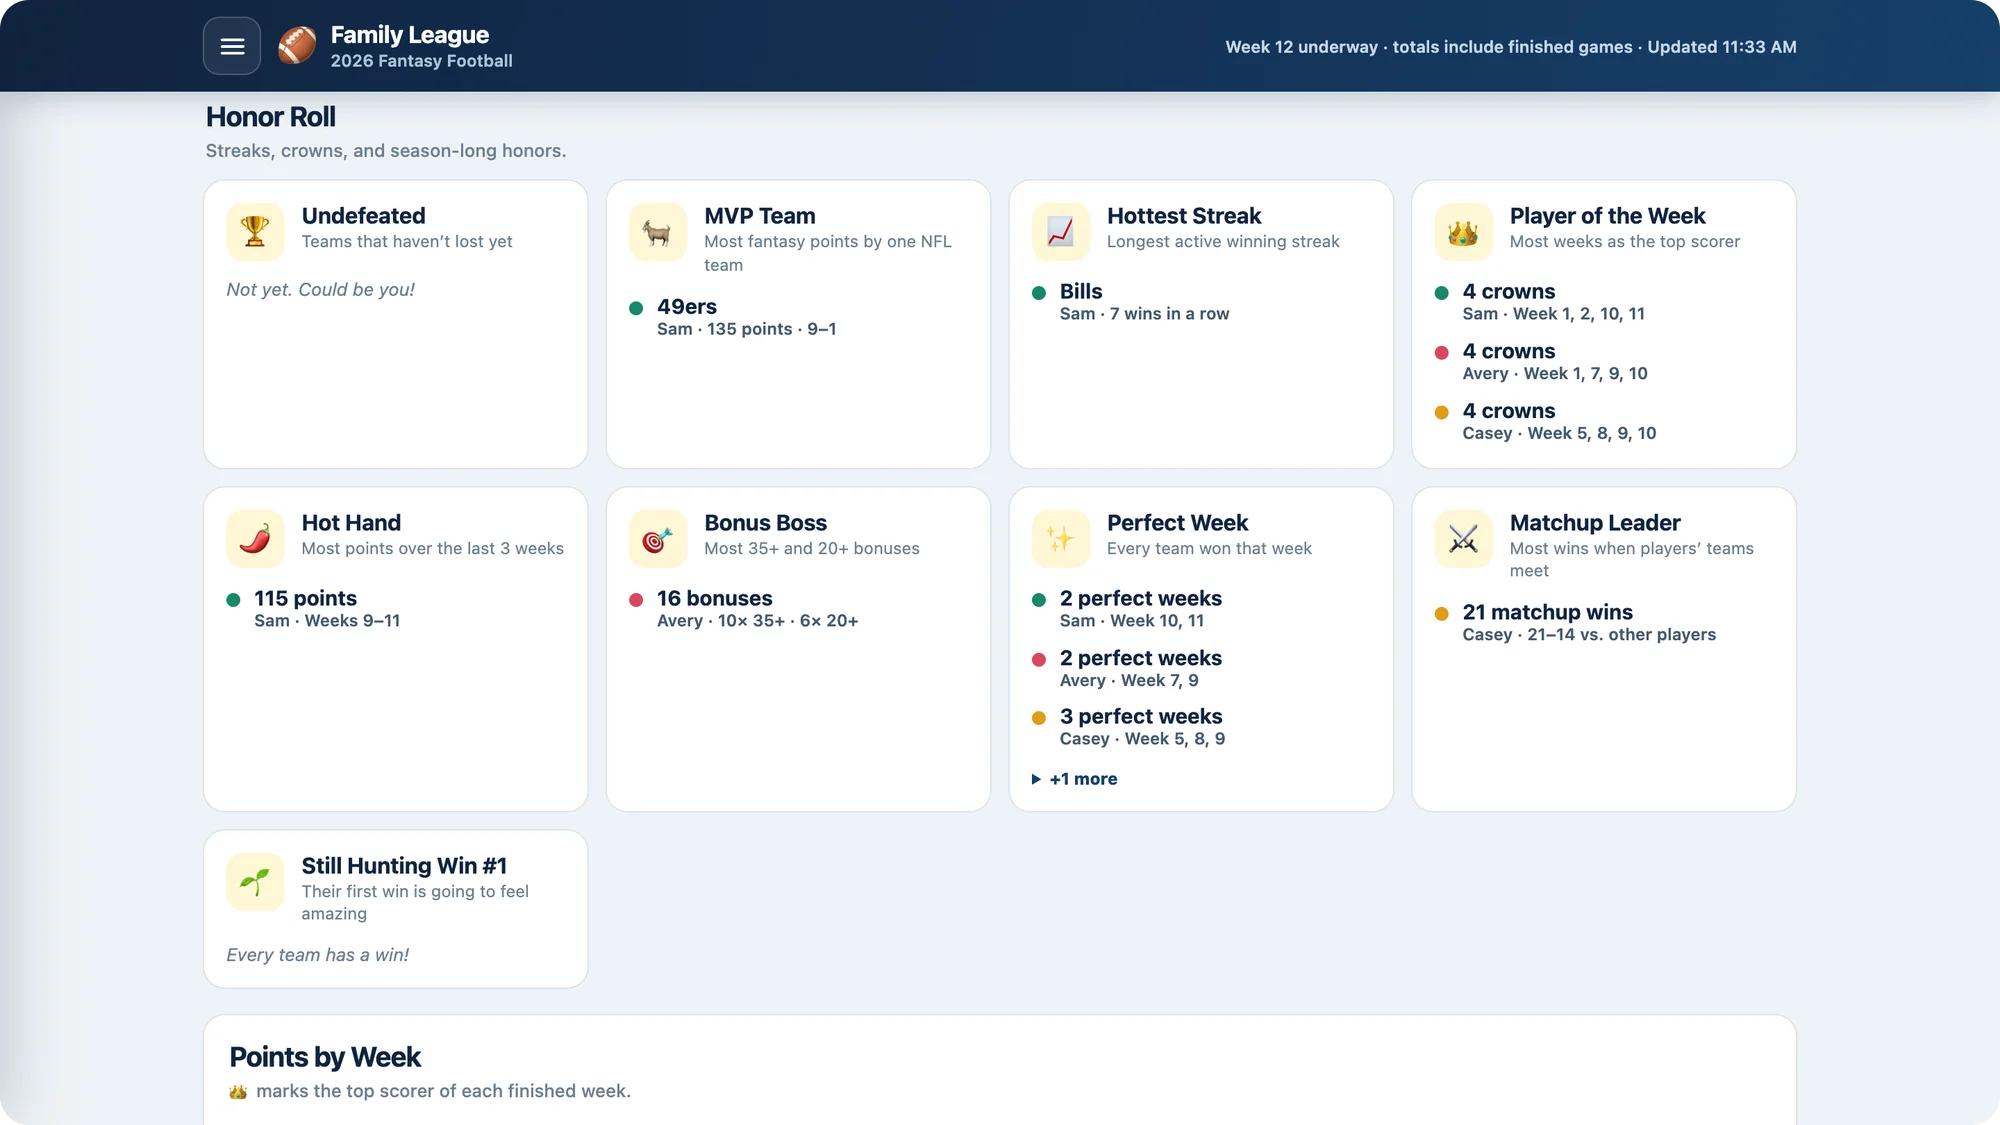 Family League
2026 Fantasy Football
Week 12 underway · totals include finished games · Updated 11:33 AM
Honor Roll
Streaks, crowns, and season-long honors.
Undefeated
Teams that haven’t lost yet
Not yet. Could be you!
MVP Team
Most fantasy points by one NFL
team
49ers
Sam · 135 points · 9–1
Hottest Streak
Longest active winning streak
Bills
Sam · 7 wins in a row
Player of the Week
Most weeks as the top scorer
4 crowns
Sam · Week 1, 2, 10, 11
4 crowns
Avery · Week 1, 7, 9, 10
4 crowns
Casey · Week 5, 8, 9, 10
Hot Hand
Most points over the last 3 weeks
115 points
Sam · Weeks 9–11
Bonus Boss
Most 35+ and 20+ bonuses
16 bonuses
Avery · 10× 35+ · 6× 20+
Perfect Week
Every team won that week
2 perfect weeks
Sam · Week 10, 11
2 perfect weeks
Avery · Week 7, 9
3 perfect weeks
Casey · Week 5, 8, 9
+1 more
Matchup Leader
Most wins when players’ teams
meet
21 matchup wins
Casey · 21–14 vs. other players
Still Hunting Win #1
Their first win is going to feel
amazing
Every team has a win!
Points by Week
marks the top scorer of each finished week.